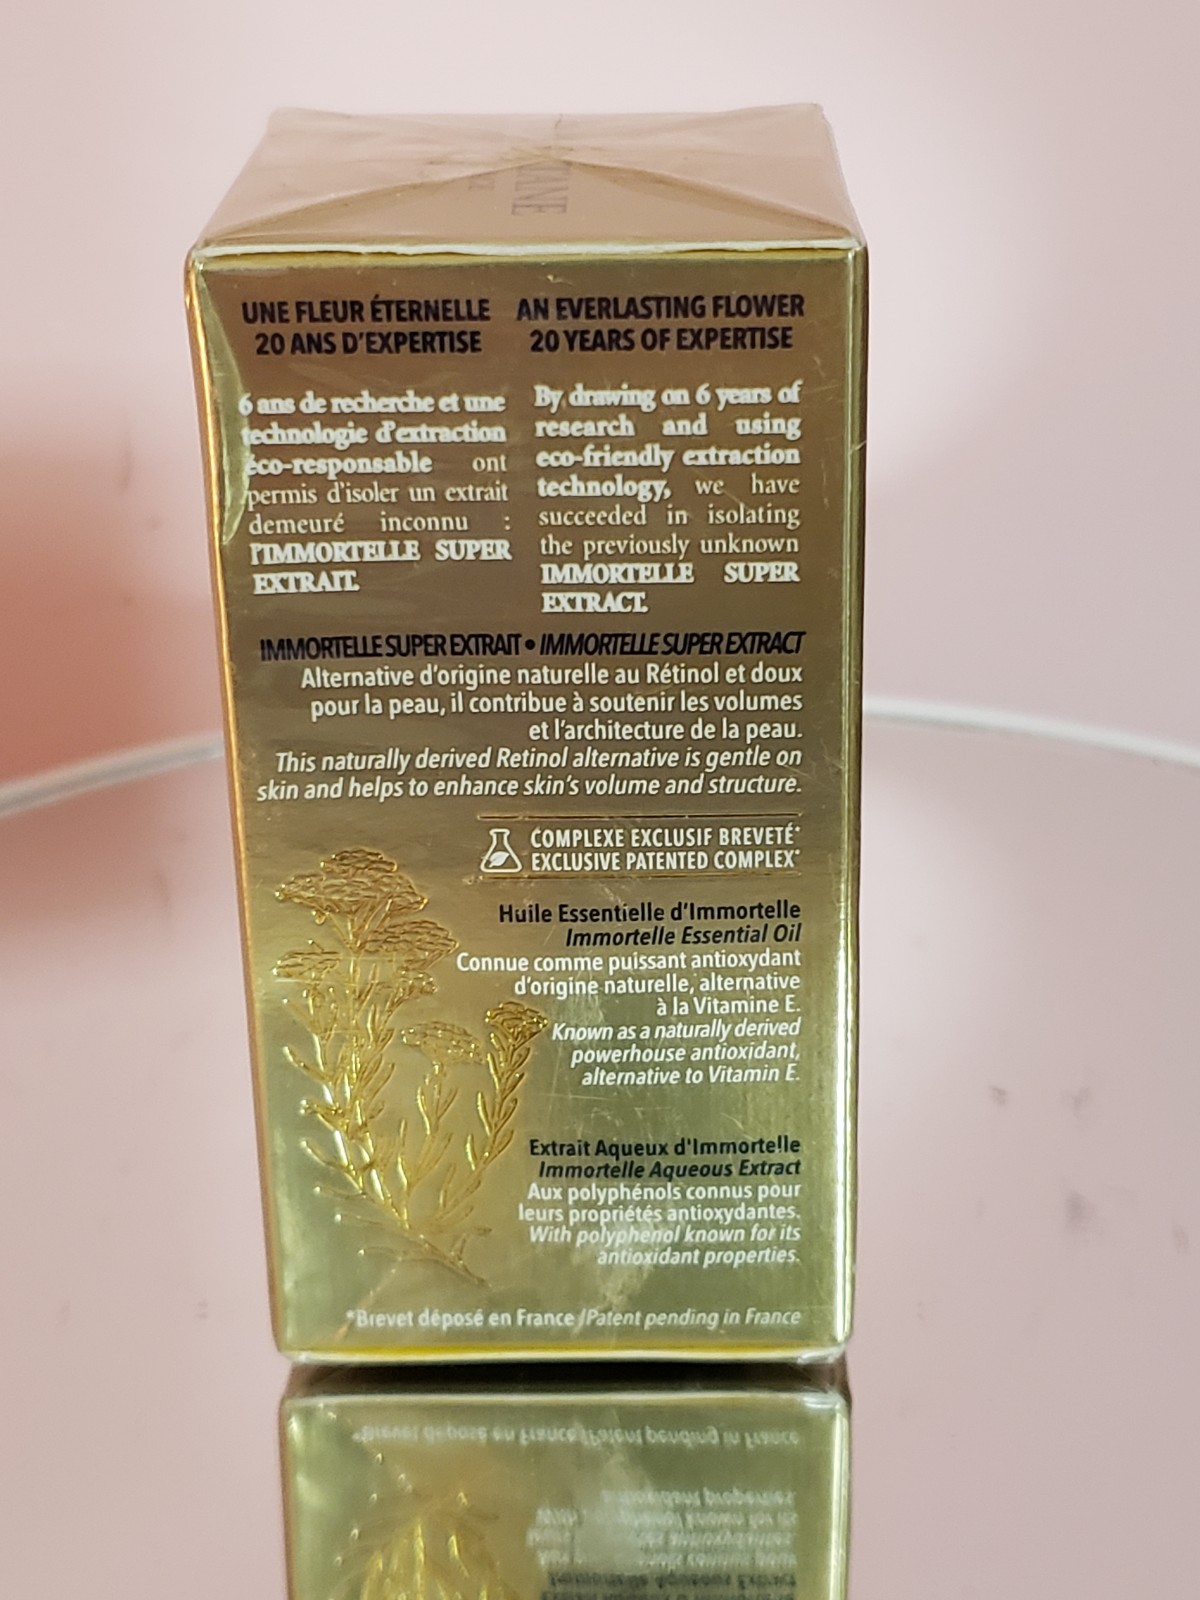 TANE
UNE FLEUR ÉTERNELLE
20 ANS D'EXPERTISE
6 ans de recherche et une
technologie d'extraction
éco-responsable ont
permis d'isoler un extrait
demeuré inconnu :
l'IMMORTELLE SUPER
EXTRAIT.
AN EVERLASTING FLOWER
20 YEARS OF EXPERTISE
By drawing on 6 years of
research and using
eco-friendly extraction
technology, we have
succeeded in isolating
the previously unknown
IMMORTELLE SUPER
EXTRACT.
IMMORTELLE SUPER EXTRAIT • IMMORTELLE SUPER EXTRACT
Alternative d'origine naturelle au Rétinol et doux
pour la peau, il contribue à soutenir les volumes
et l'architecture de la peau.
This naturally derived Retinol alternative is gentle on
skin and helps to enhance skin's volume and structure.
COMPLEXE EXCLUSIF BREVETÉ*
EXCLUSIVE PATENTED COMPLEX*
Huile Essentielle d'Immortelle
Immortelle Essential Oil
Connue comme puissant antioxydant
d'origine naturelle, alternative
à la Vitamine E.
Known as a naturally derived
powerhouse antioxidant,
alternative to Vitamin E.
Extrait Aqueux d'Immortelle
Immortelle Aqueous Extract
Aux polyphénols connus pour
leurs propriétés antioxydantes.
With polyphenol known for its
antioxidant properties.
*Brevet déposé en France /Patent pending in France